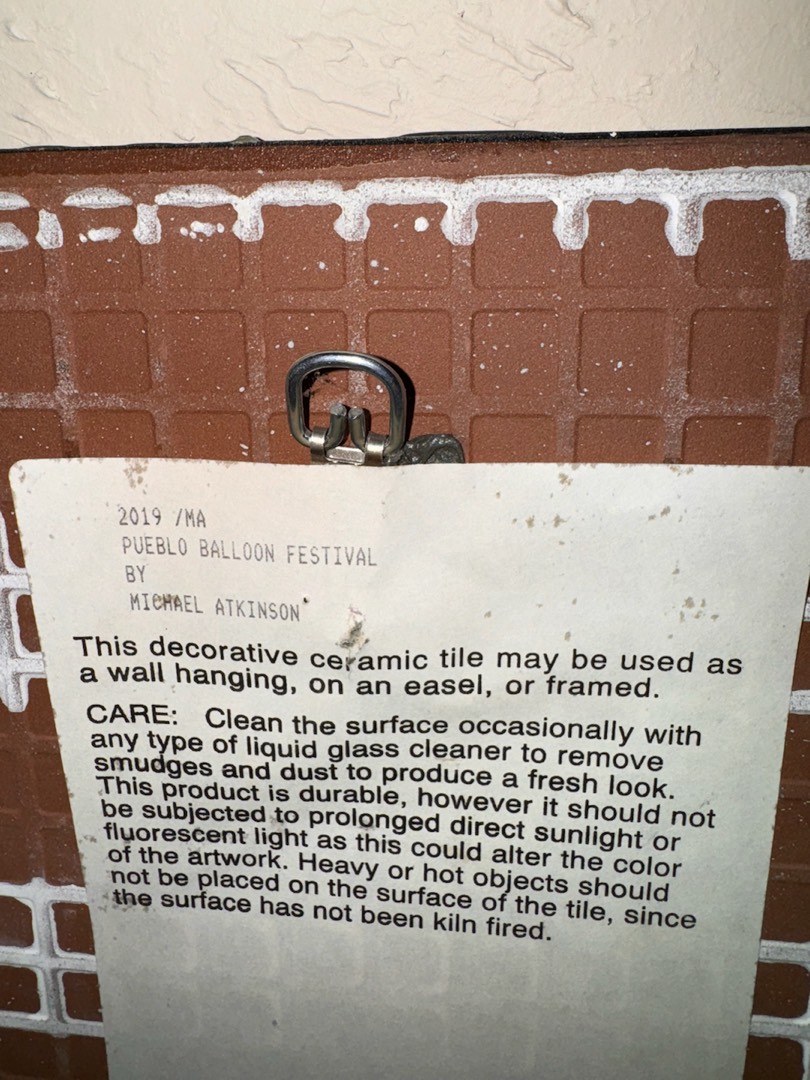 2019 /MA
PUEBLO BALLOON FESTIVAL
BY
MICHAEL ATKINSON
This decorative ceramic tile may be used as
a wall hanging, on an easel, or framed.
CARE: Clean the surface occasionally with
any type of liquid glass cleaner to remove
smudges and dust to produce a fresh look.
This product is durable, however it should not
be subjected to prolonged direct sunlight or
fluorescent light as this could alter the color
of the artwork. Heavy or hot objects should
not be placed on the surface of the tile, since
the surface has not been kiln fired.